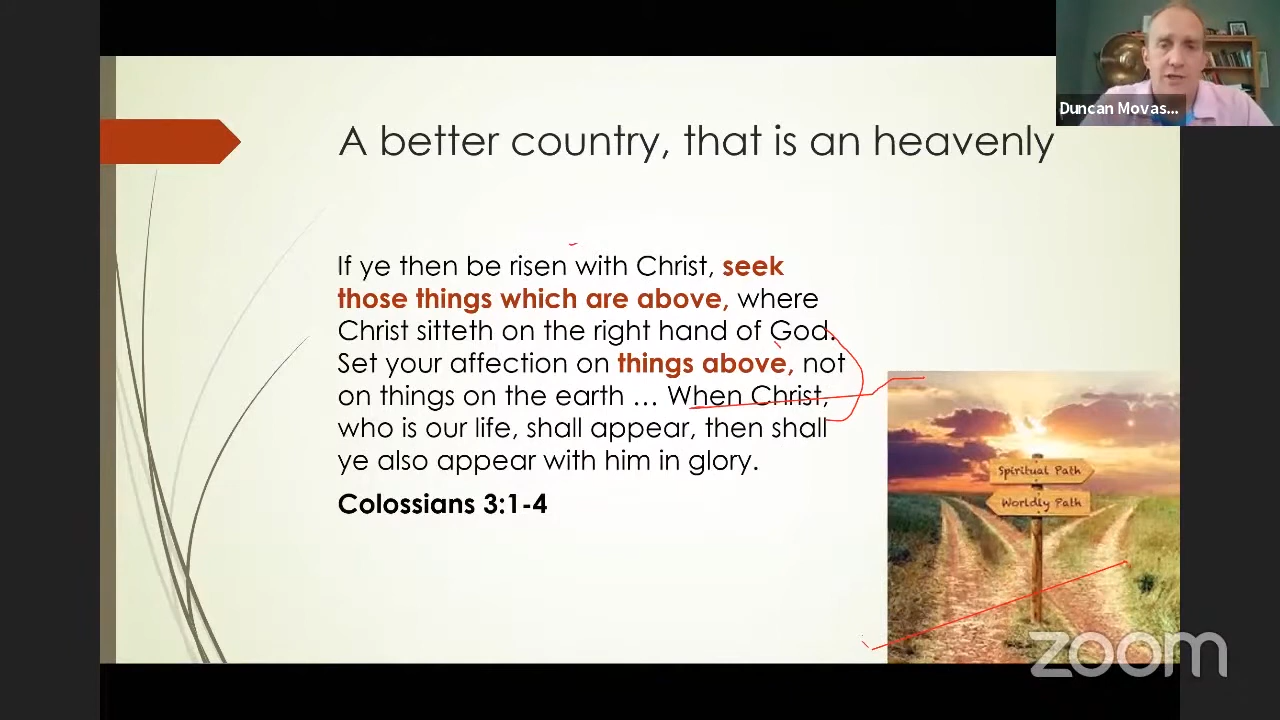 Duncan Movas...
A better country, that is an heavenly
If ye then be risen with Christ, seek
those things which are above, where
Christ sitteth on the right hand of God.
Set your affection on things above, not
on things on the earth … When Christ,
who is our life, shall appear, then shall
ye also appear with him in glory.
Colossians 3:1-4
Spiritual Path
Worldly Path
zoom